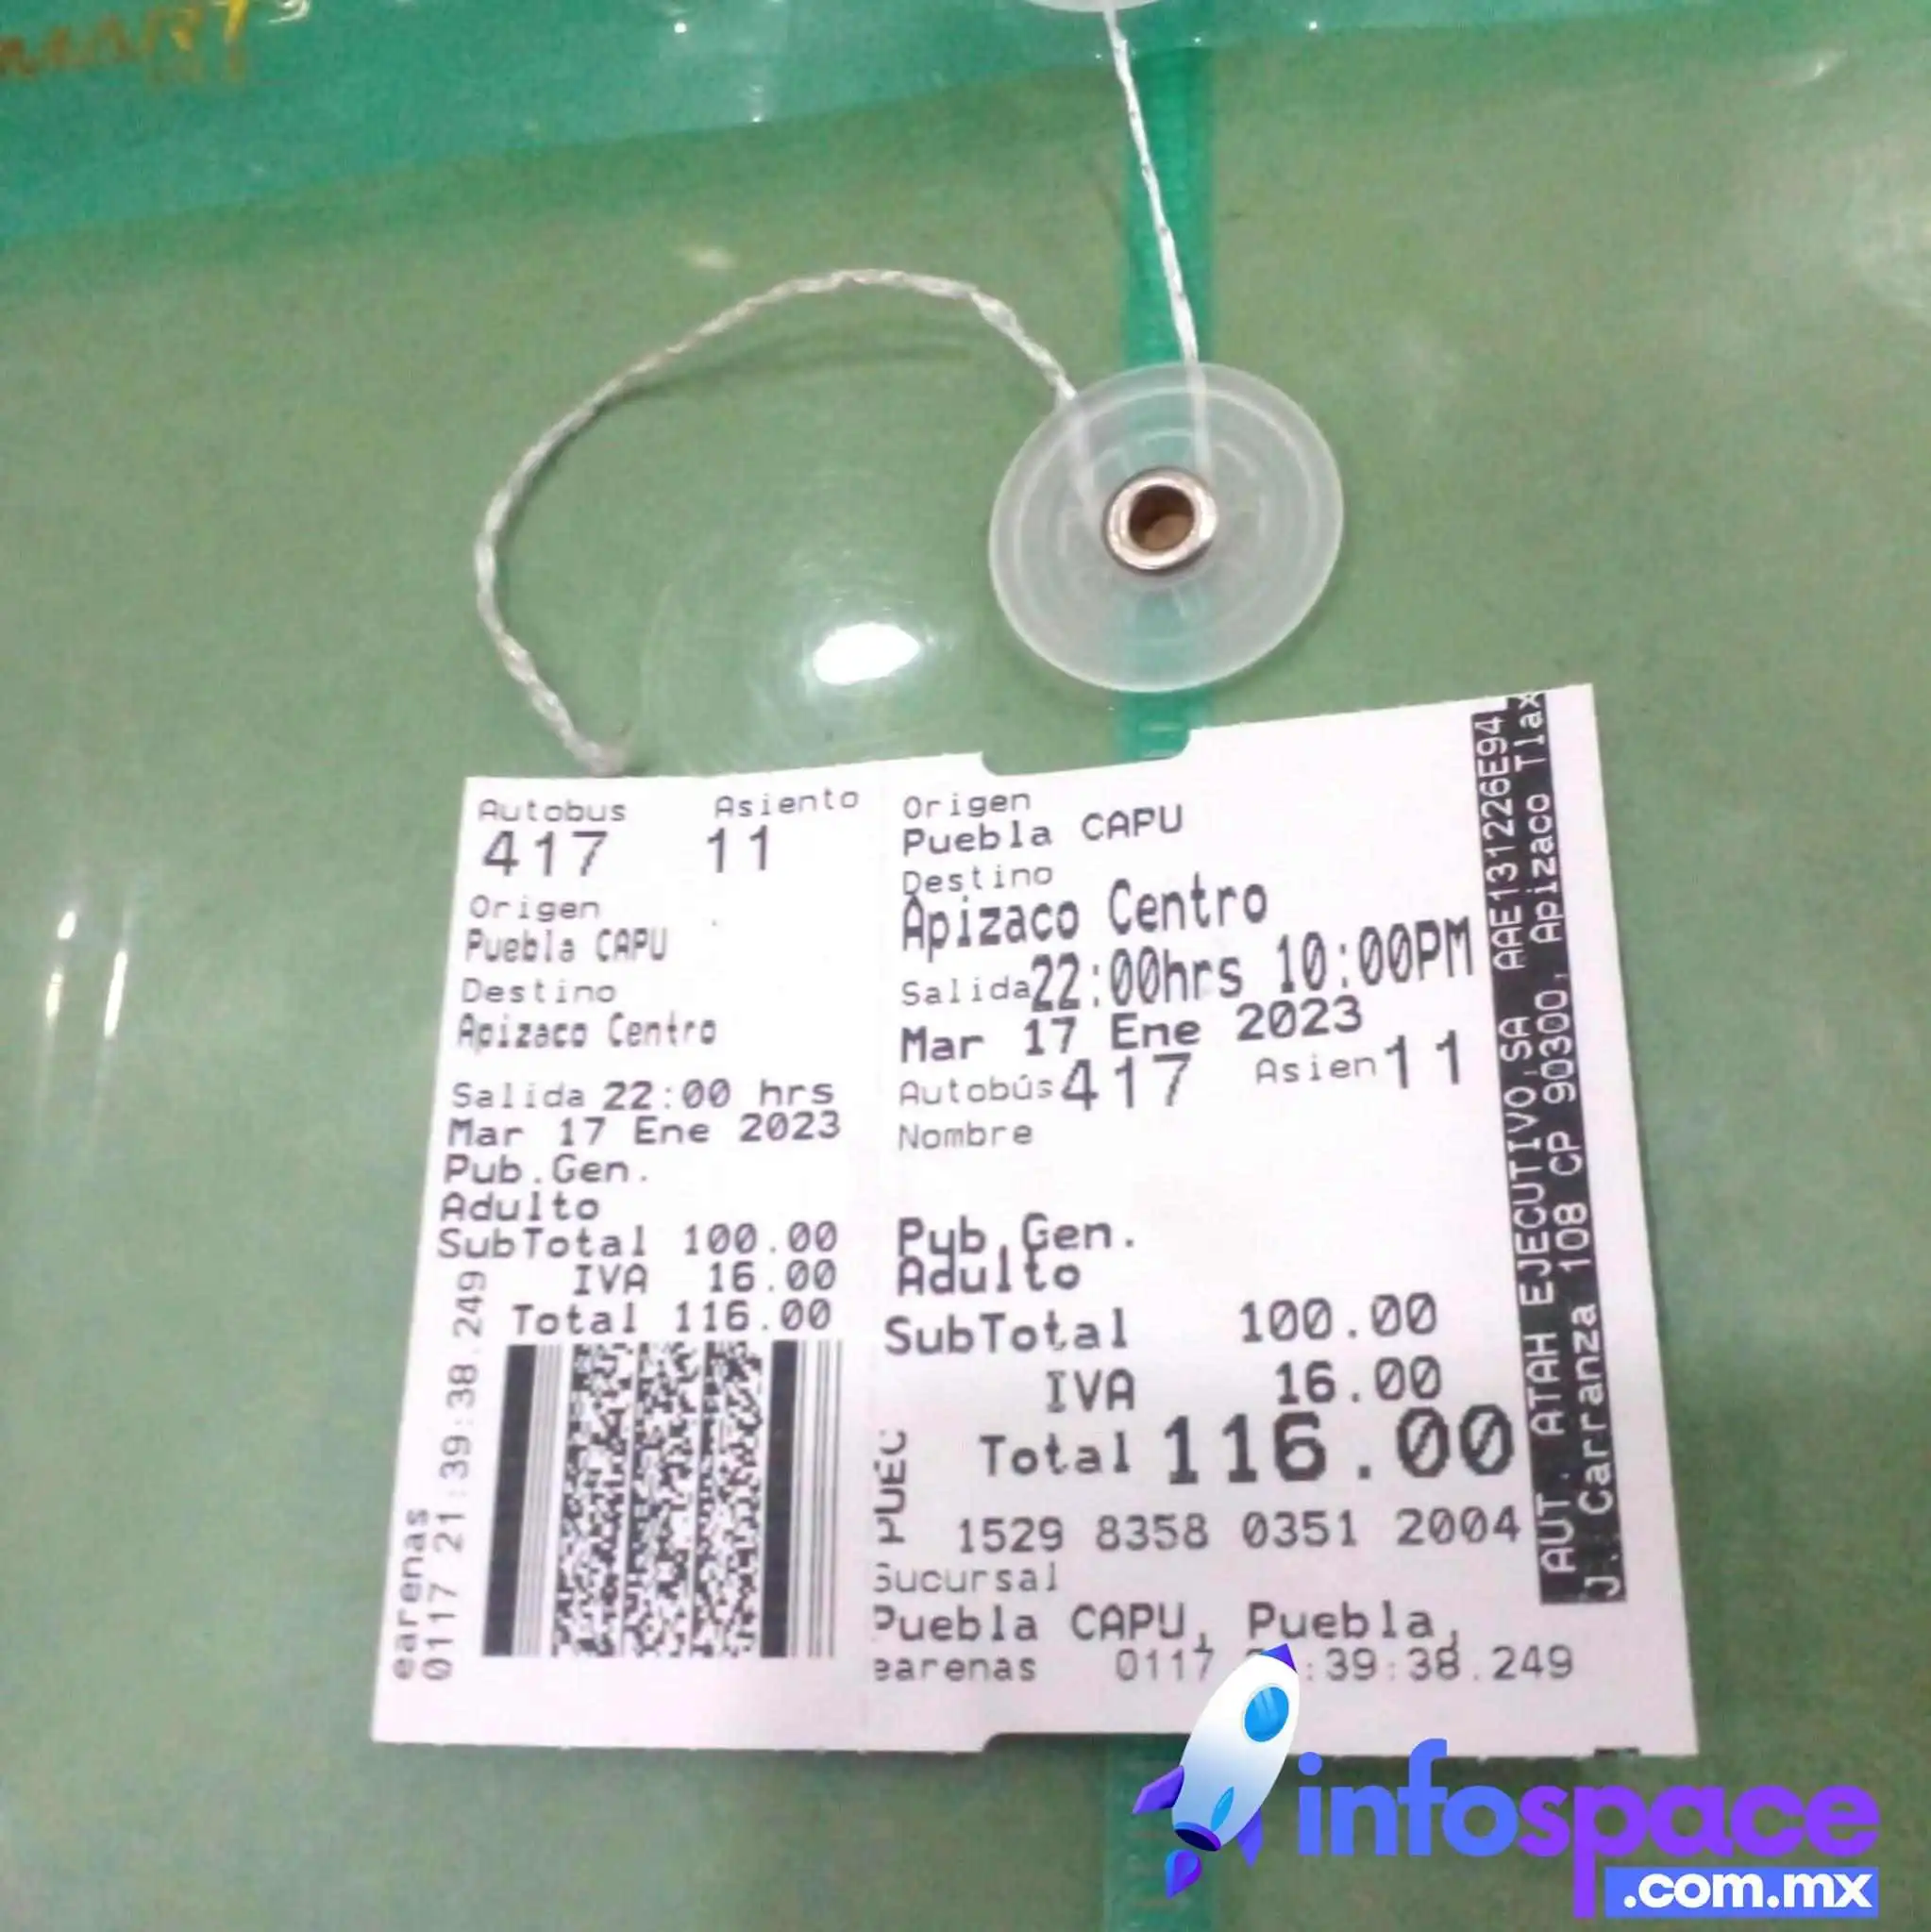 Autobus Asiento
417 11
Origen
Puebla CAPU
Destino
Apizaco Centro
Salida 22:00 hrs
Mar 17 Ene 2023
Pub.Gen.
Adulto
SubTotal 100.00
IVA 16.00
Total 116.00
earenas
0117 21:39:38.249
Origen
Puebla CAPU
Destino
Apizaco Centro
Salida 22:00hrs 10:00PM
Mar 17 Ene 2023
Autobús 417 Asien 11
Nombre
Pub.Gen.
Adulto
SubTotal 100.00
IVA 16.00
Total 116.00
PUEC
1529 8358 0351 2004
Sucursal
Puebla CAPU, Puebla,
earenas 0117 :39:38.249
AUT. ATAH EJECUTIVO,SA AAE131226E94
J. Carranza 108 CP 90300, Apizaco Tlax
infospace
.com.mx